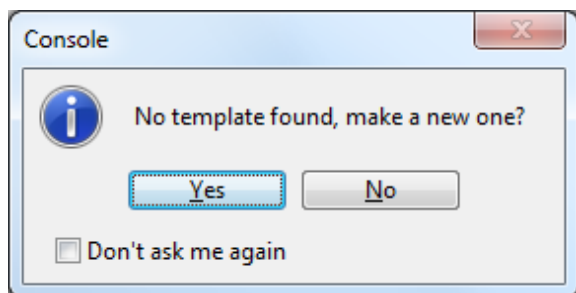 Console
No template found, make a new one?
Yes No
Don't ask me again